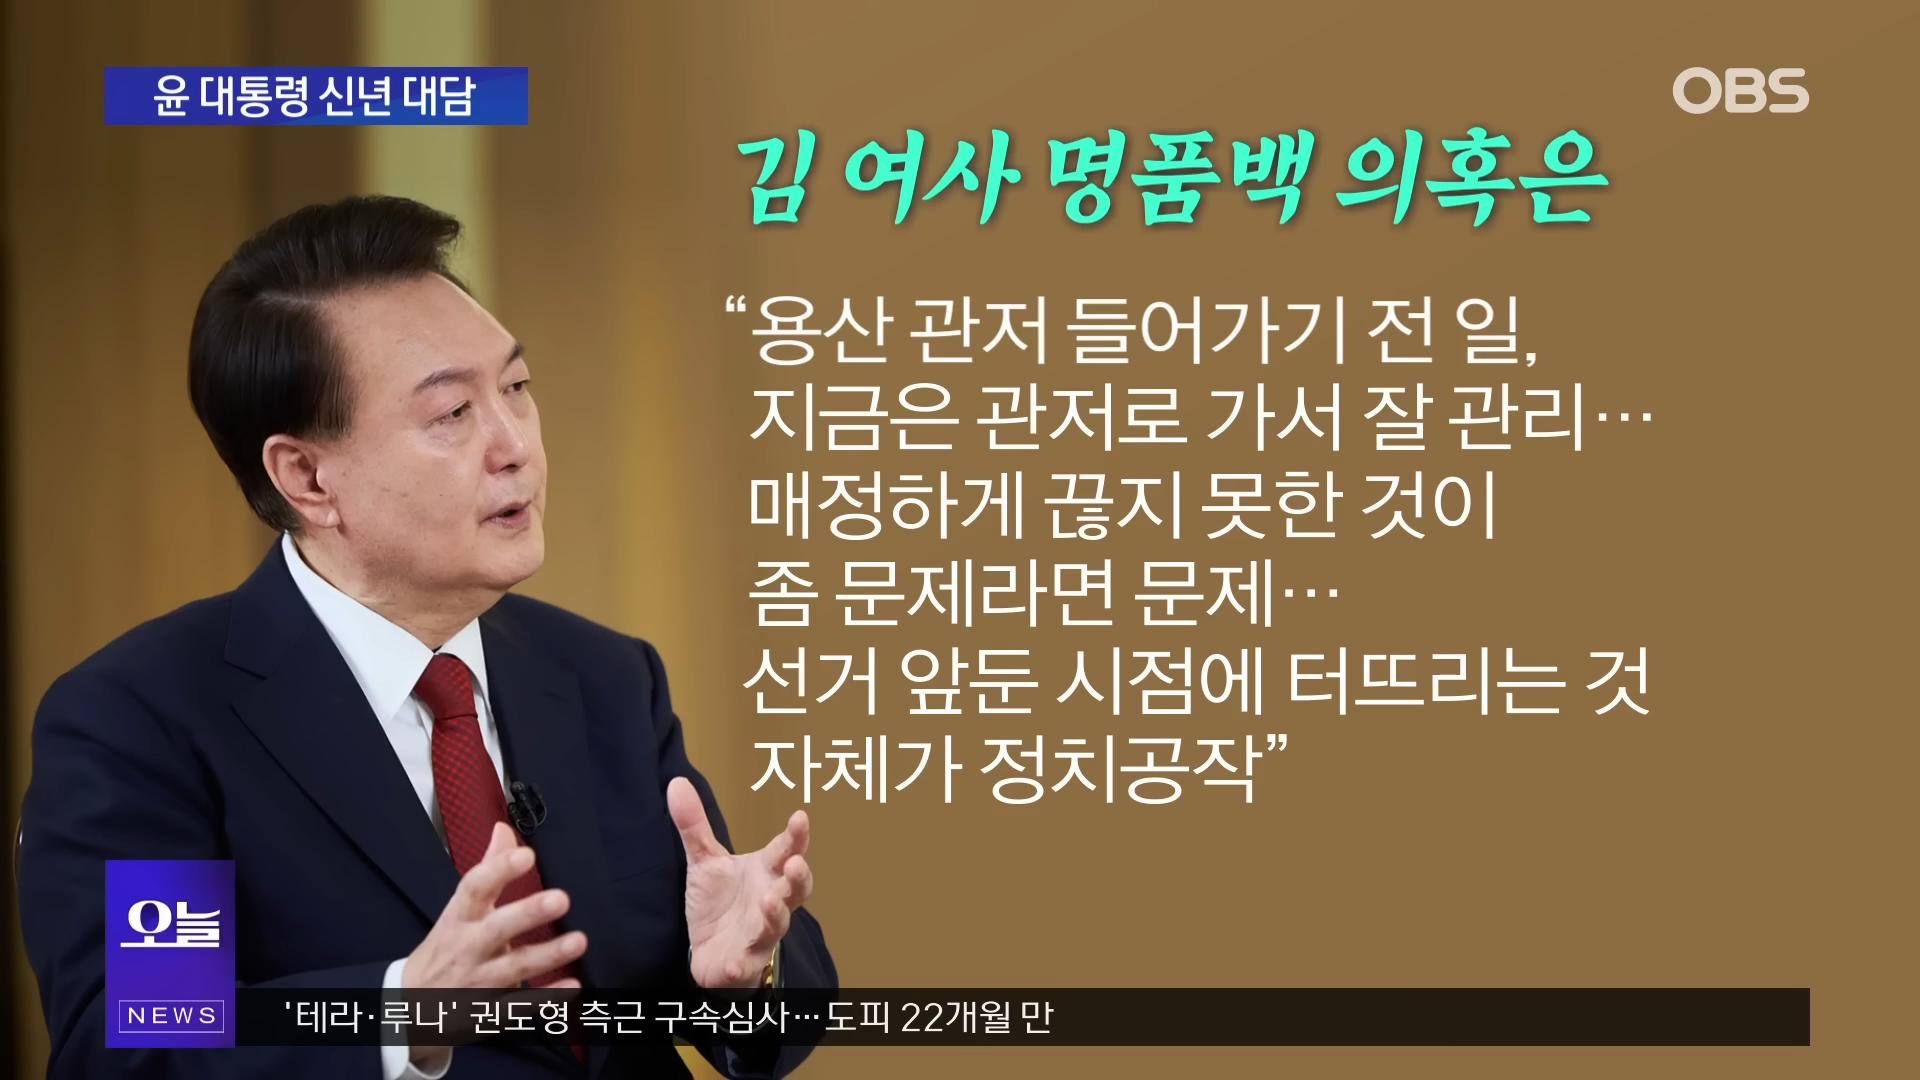 윤 대통령 신년 대담
OBS
김 여사 명품백 의혹은
“용산 관저 들어가기 전 일,
지금은 관저로 가서 잘 관리…
매정하게 끊지 못한 것이
좀 문제라면 문제…
선거 앞둔 시점에 터뜨리는 것
자체가 정치공작”
오늘
NEWS
'테라·루나' 권도형 측근 구속심사…도피 22개월 만